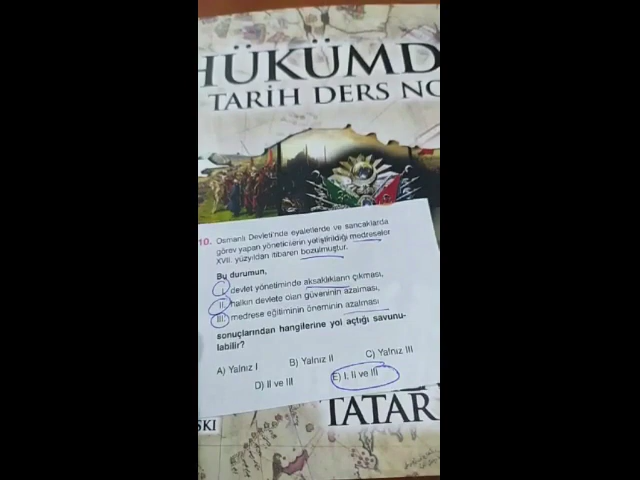 HÜKÜMD
TARİH DERS NO
10. Osmanlı Devleti'nde eyaletlerde ve sancaklarda
görev yapan yöneticilerin yetiştirildiği medreseler
XVII. yüzyıldan itibaren bozulmuştur.
Bu durumun,
I. devlet yönetiminde aksaklıkların çıkması,
II. halkın devlete olan güveninin azalması,
III. medrese eğitiminin öneminin azalması
sonuçlarından hangilerine yol açtığı savunu-
labilir?
A) Yalnız I
B) Yalnız II
C) Yalnız III
D) II ve III
E) I, II ve III
TATAR
SKI